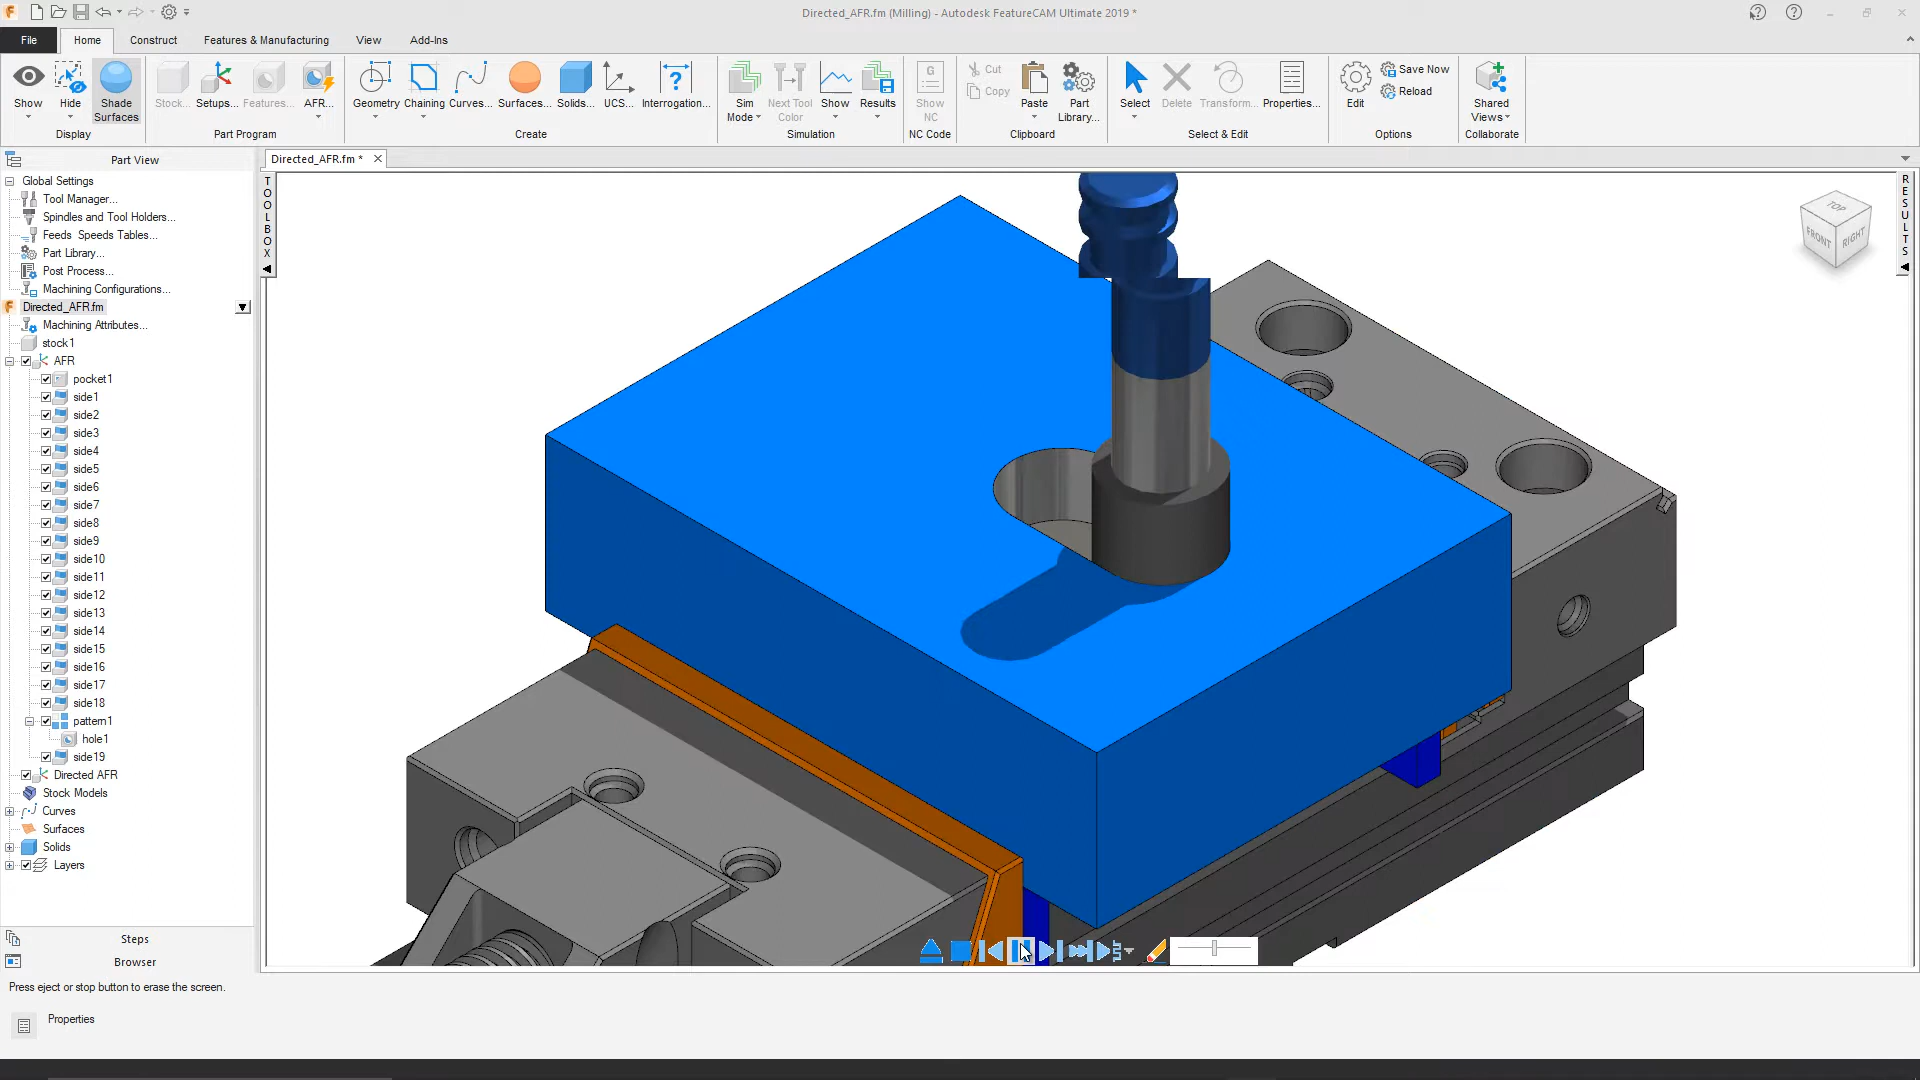 Directed_AFR.fm (Milling) - Autodesk FeatureCAM Ultimate 2019 *
File
Home
Construct
Features & Manufacturing
View
Add-Ins
Show
Hide
Shade
Surfaces
Display
Stock...
Setups...
Features...
AFR...
Part Program
Geometry
Chaining
Curves...
Surfaces...
Solids...
UCS...
Interrogation...
Create
Sim
Mode
Next Tool
Color
Show
Results
Simulation
Show
NC
NC Code
Cut
Copy
Paste
Part
Library...
Clipboard
Select
Delete
Transform...
Properties...
Select & Edit
Edit
Save Now
Reload
Options
Shared
Views
Collaborate
Part View
Global Settings
Tool Manager...
Spindles and Tool Holders...
Feeds Speeds Tables...
Part Library...
Post Process...
Machining Configurations...
Directed_AFR.fm
Machining Attributes...
stock1
AFR
pocket1
side1
side2
side3
side4
side5
side6
side7
side8
side9
side10
side11
side12
side13
side14
side15
side16
side17
side18
pattern1
hole1
side19
Directed AFR
Stock Models
Curves
Surfaces
Solids
Layers
Steps
Browser
Directed_AFR.fm *
TOOLBOX
TOP
FRONT
RIGHT
RESULTS
Press eject or stop button to erase the screen.
Properties